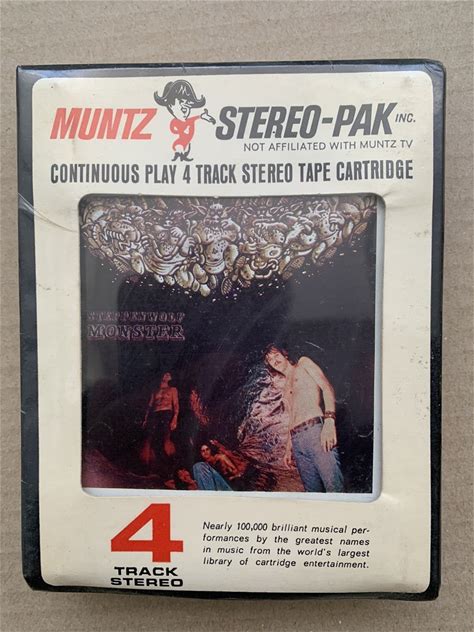 MUNTZ STEREO-PAK INC.
NOT AFFILIATED WITH MUNTZ TV
CONTINUOUS PLAY 4 TRACK STEREO TAPE CARTRIDGE
STEPPENWOLF
MONSTER
4
TRACK
STEREO
Nearly 100,000 brilliant musical per-
formances by the greatest names
in music from the world's largest
library of cartridge entertainment.